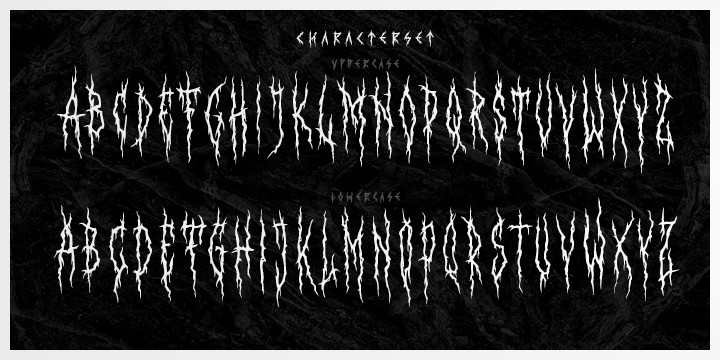 CHARACTERSET
UPPERCASE
ABCDEFGHIJKLMNOPQRSTUVWXYZ
LOWERCASE
ABCDEFGHIJKLMNOPQRSTUVWXYZ